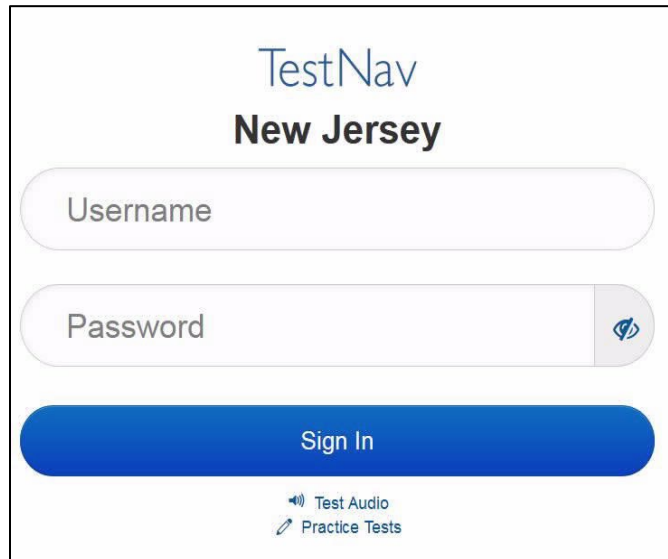 TestNav
New Jersey
Username
Password
Sign In
Test Audio
Practice Tests